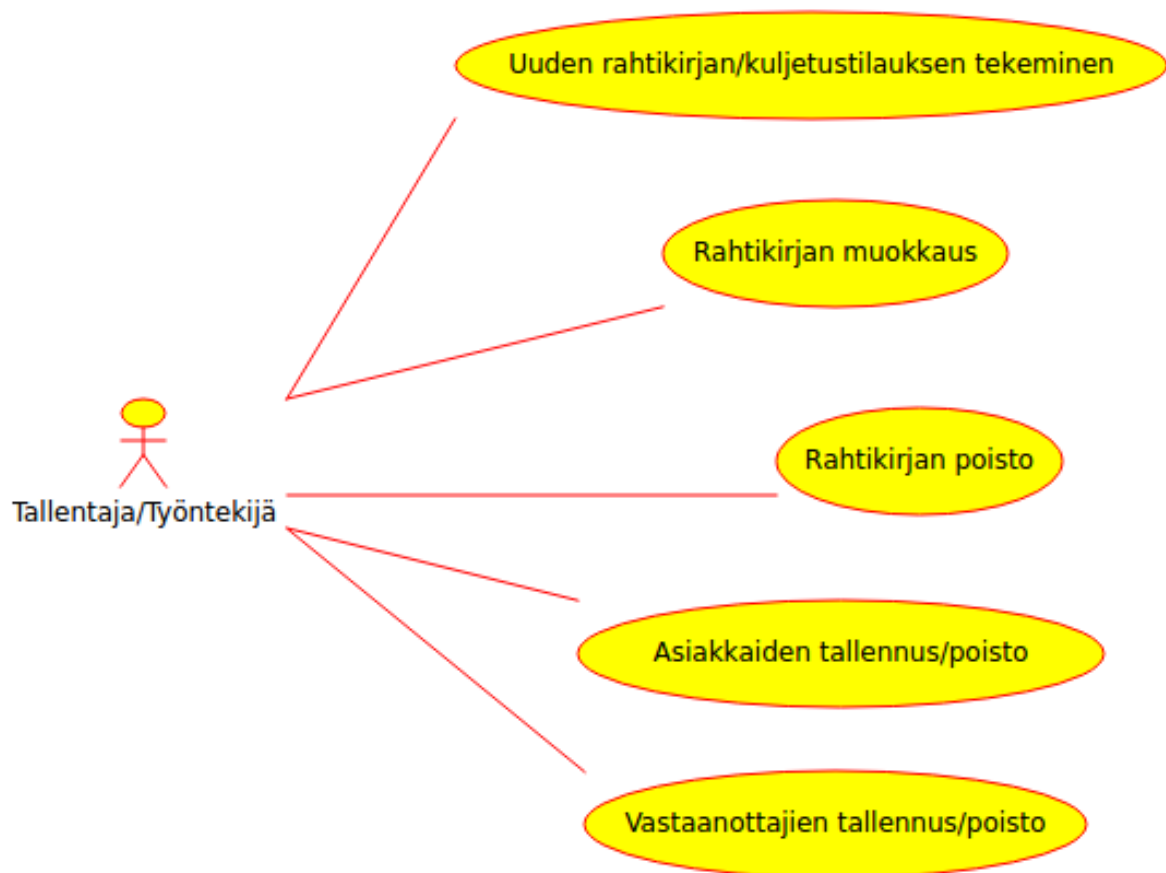 Uuden rahtikirjan/kuljetustilauksen tekeminen
Rahtikirjan muokkaus
Rahtikirjan poisto
Tallentaja/Työntekijä
Asiakkaiden tallennus/poisto
Vastaanottajien tallennus/poisto